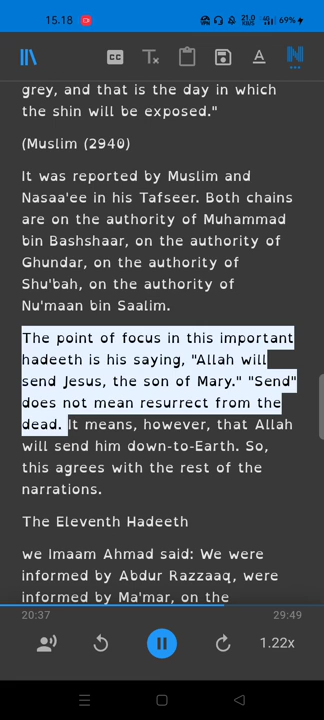 15.18
21.0
KB/S
4G
69%
CC
grey, and that is the day in which
the shin will be exposed."
(Muslim (2940)
It was reported by Muslim and
Nasaa'ee in his Tafseer. Both chains
are on the authority of Muhammad
bin Bashshaar, on the authority of
Ghundar, on the authority of
Shu'bah, on the authority of
Nu'maan bin Saalim.
The point of focus in this important
hadeeth is his saying, "Allah will
send Jesus, the son of Mary." "Send"
does not mean resurrect from the
dead. It means, however, that Allah
will send him down-to-Earth. So,
this agrees with the rest of the
narrations.
The Eleventh Hadeeth
we Imaam Ahmad said: We were
informed by Abdur Razzaaq, were
informed by Ma'mar, on the
20:37
29:49
1.22x